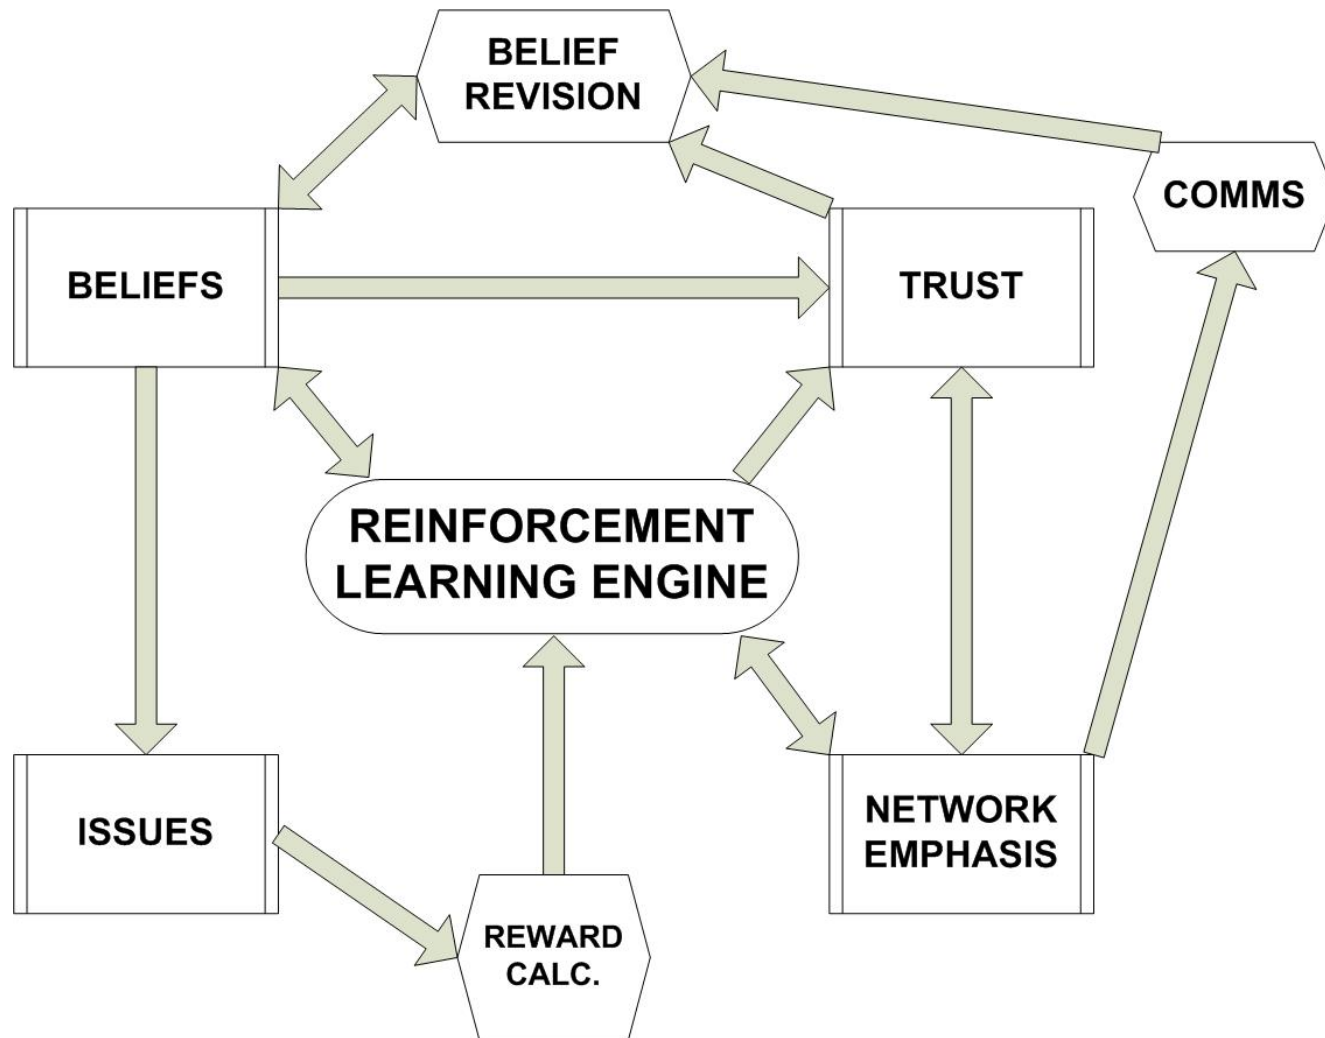 BELIEF
REVISION
COMMS
BELIEFS
TRUST
REINFORCEMENT
LEARNING ENGINE
ISSUES
NETWORK
EMPHASIS
REWARD
CALC.